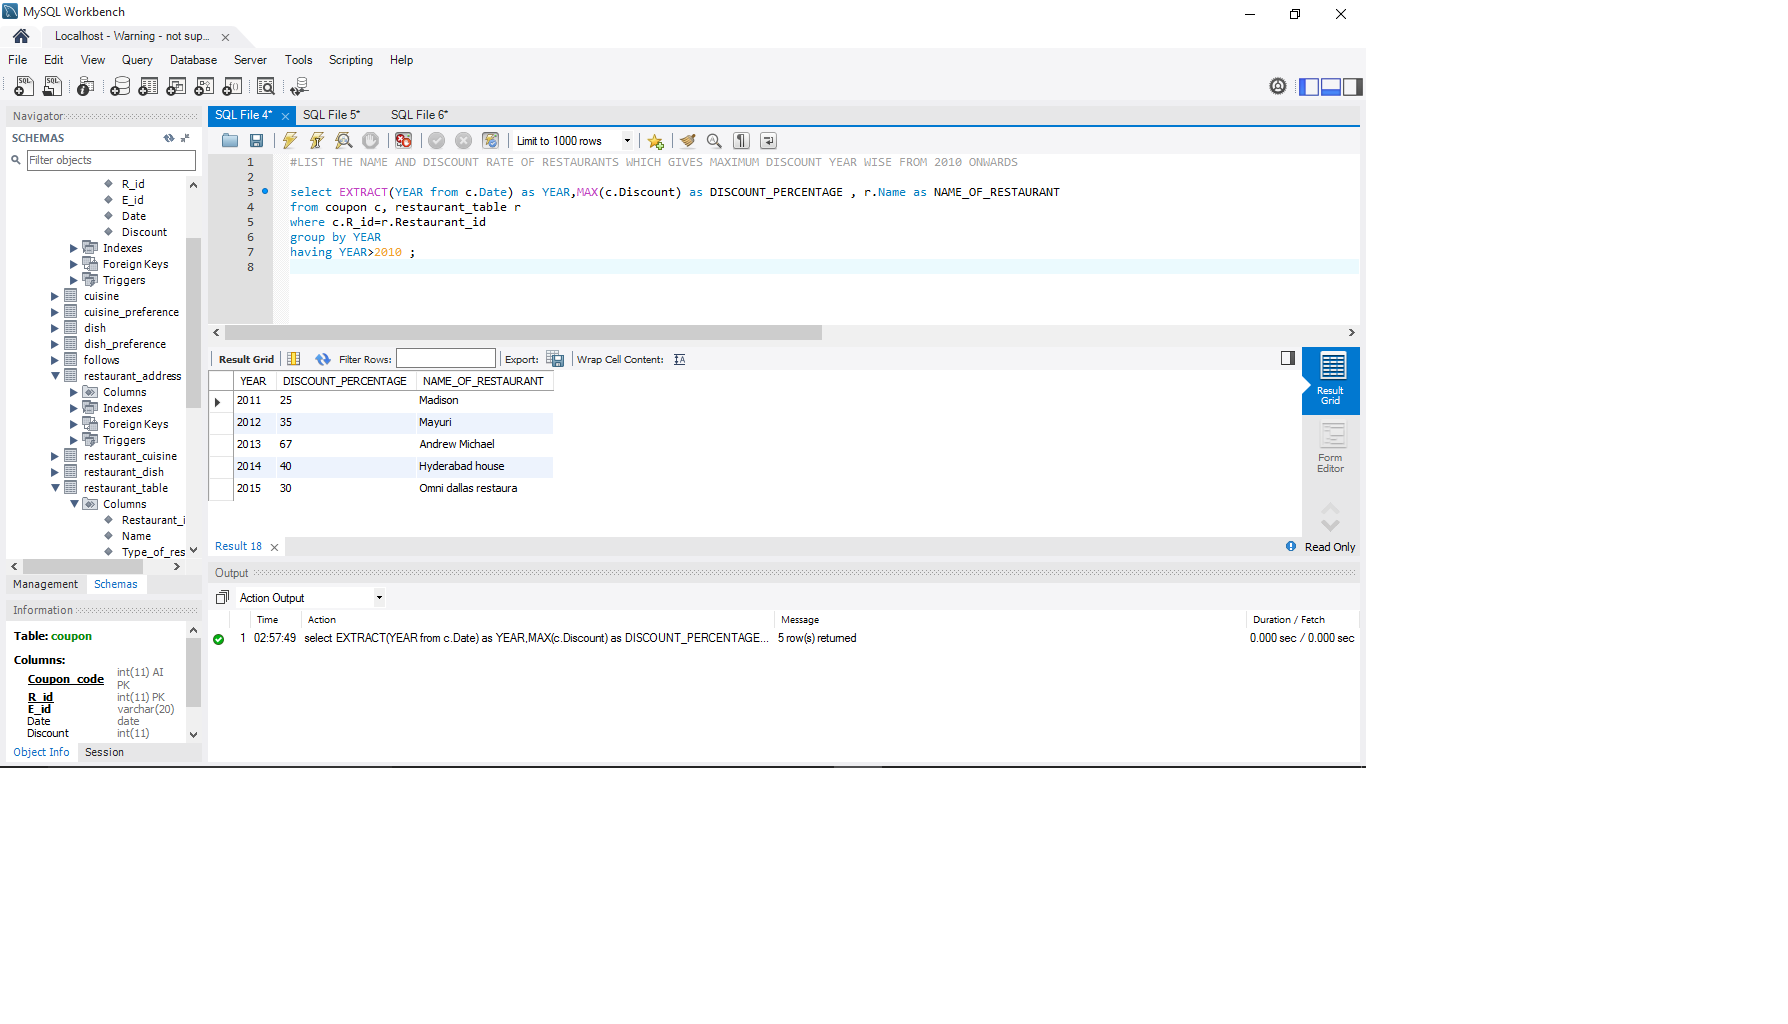 MySQL Workbench
Localhost - Warning - not sup...
File Edit View Query Database Server Tools Scripting Help
Navigator
SCHEMAS
Filter objects
R_id
E_id
Date
Discount
Indexes
Foreign Keys
Triggers
cuisine
cuisine_preference
dish
dish_preference
follows
restaurant_address
Columns
Indexes
Foreign Keys
Triggers
restaurant_cuisine
restaurant_dish
restaurant_table
Columns
Restaurant_i
Name
Type_of_res
Management Schemas
Information
Table: coupon
Columns:
Coupon_code int(11) AI
PK
R_id int(11) PK
E_id varchar(20)
Date date
Discount int(11)
Object Info Session
SQL File 4* SQL File 5* SQL File 6*
Limit to 1000 rows
1 #LIST THE NAME AND DISCOUNT RATE OF RESTAURANTS WHICH GIVES MAXIMUM DISCOUNT YEAR WISE FROM 2010 ONWARDS
2
3 select EXTRACT(YEAR from c.Date) as YEAR,MAX(c.Discount) as DISCOUNT_PERCENTAGE , r.Name as NAME_OF_RESTAURANT
4 from coupon c, restaurant_table r
5 where c.R_id=r.Restaurant_id
6 group by YEAR
7 having YEAR>2010 ;
8
Result Grid Filter Rows: Export: Wrap Cell Content:
YEAR DISCOUNT_PERCENTAGE NAME_OF_RESTAURANT
2011 25 Madison
2012 35 Mayuri
2013 67 Andrew Michael
2014 40 Hyderabad house
2015 30 Omni dallas restaura
Result
Grid
Form
Editor
Result 18
Read Only
Output
Action Output
Time Action Message Duration / Fetch
1 02:57:49 select EXTRACT(YEAR from c.Date) as YEAR,MAX(c.Discount) as DISCOUNT_PERCENTAGE... 5 row(s) returned 0.000 sec / 0.000 sec